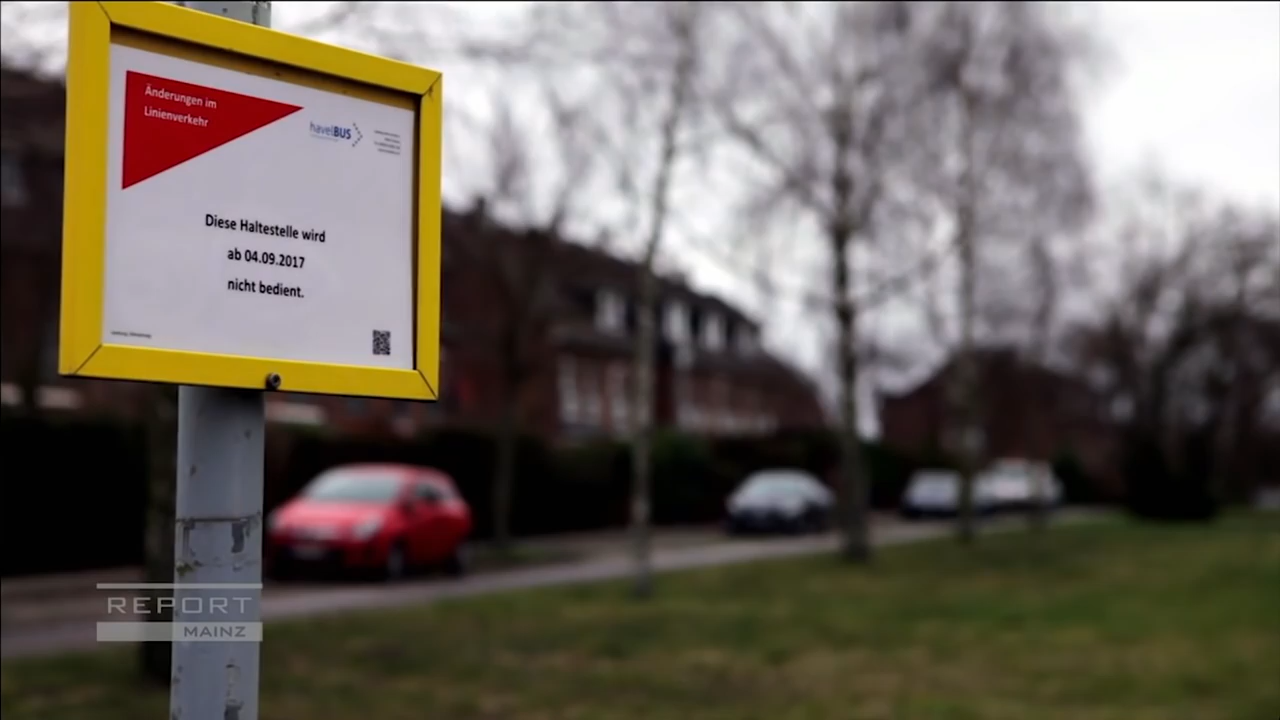 Änderungen im
Linienverkehr
havelBUS
Diese Haltestelle wird
ab 04.09.2017
nicht bedient.
REPORT
MAINZ